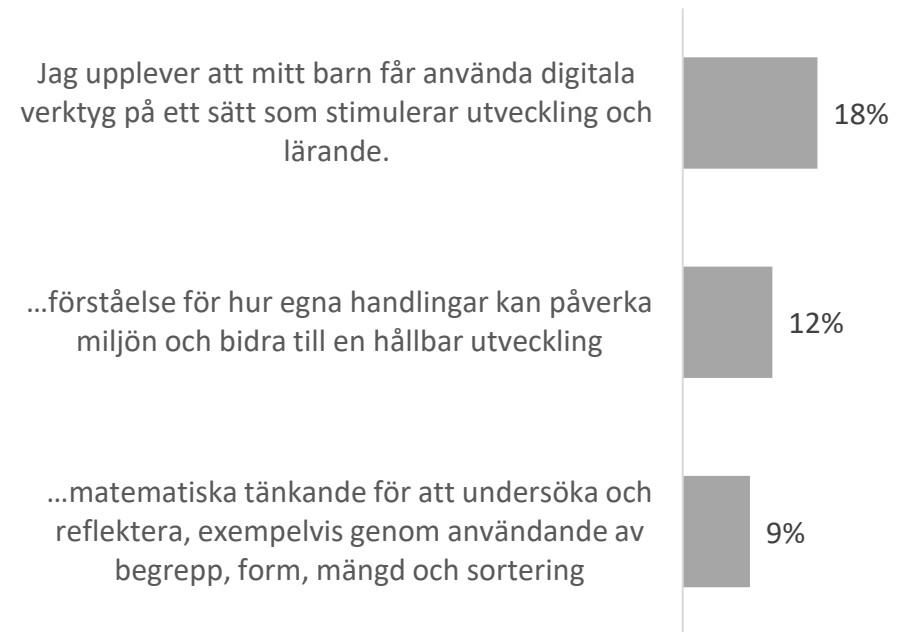 Jag upplever att mitt barn får använda digitala
verktyg på ett sätt som stimulerar utveckling och
lärande.
18%
…förståelse för hur egna handlingar kan påverka
miljön och bidra till en hållbar utveckling
12%
…matematiska tänkande för att undersöka och
reflektera, exempelvis genom användande av
begrepp, form, mängd och sortering
9%